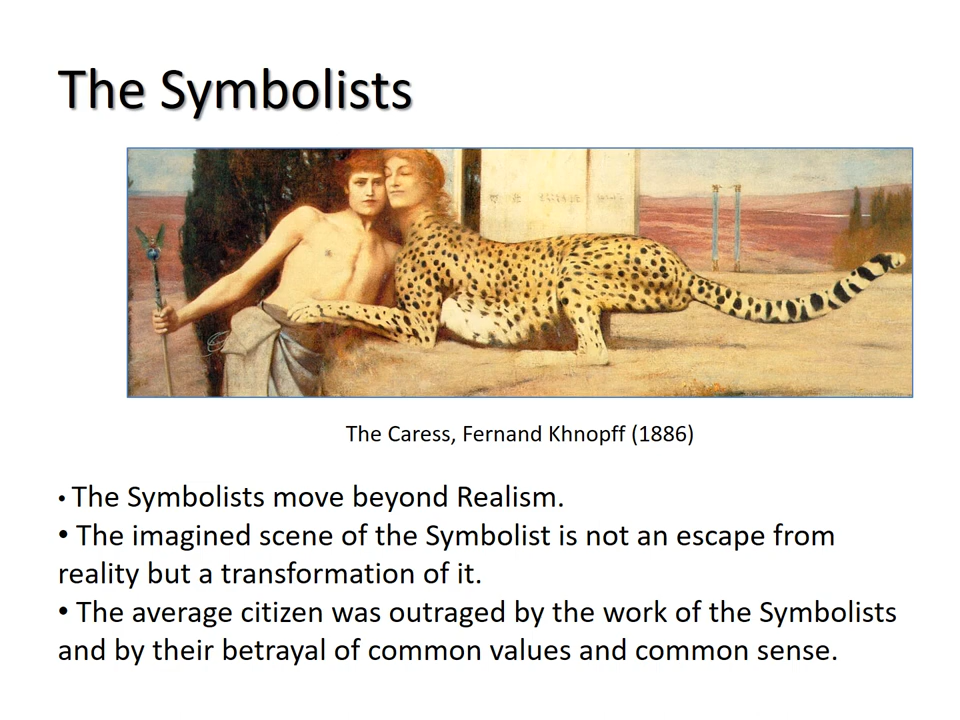 The Symbolists
The Caress, Fernand Khnopff (1886)
• The Symbolists move beyond Realism.
• The imagined scene of the Symbolist is not an escape from
reality but a transformation of it.
• The average citizen was outraged by the work of the Symbolists
and by their betrayal of common values and common sense.